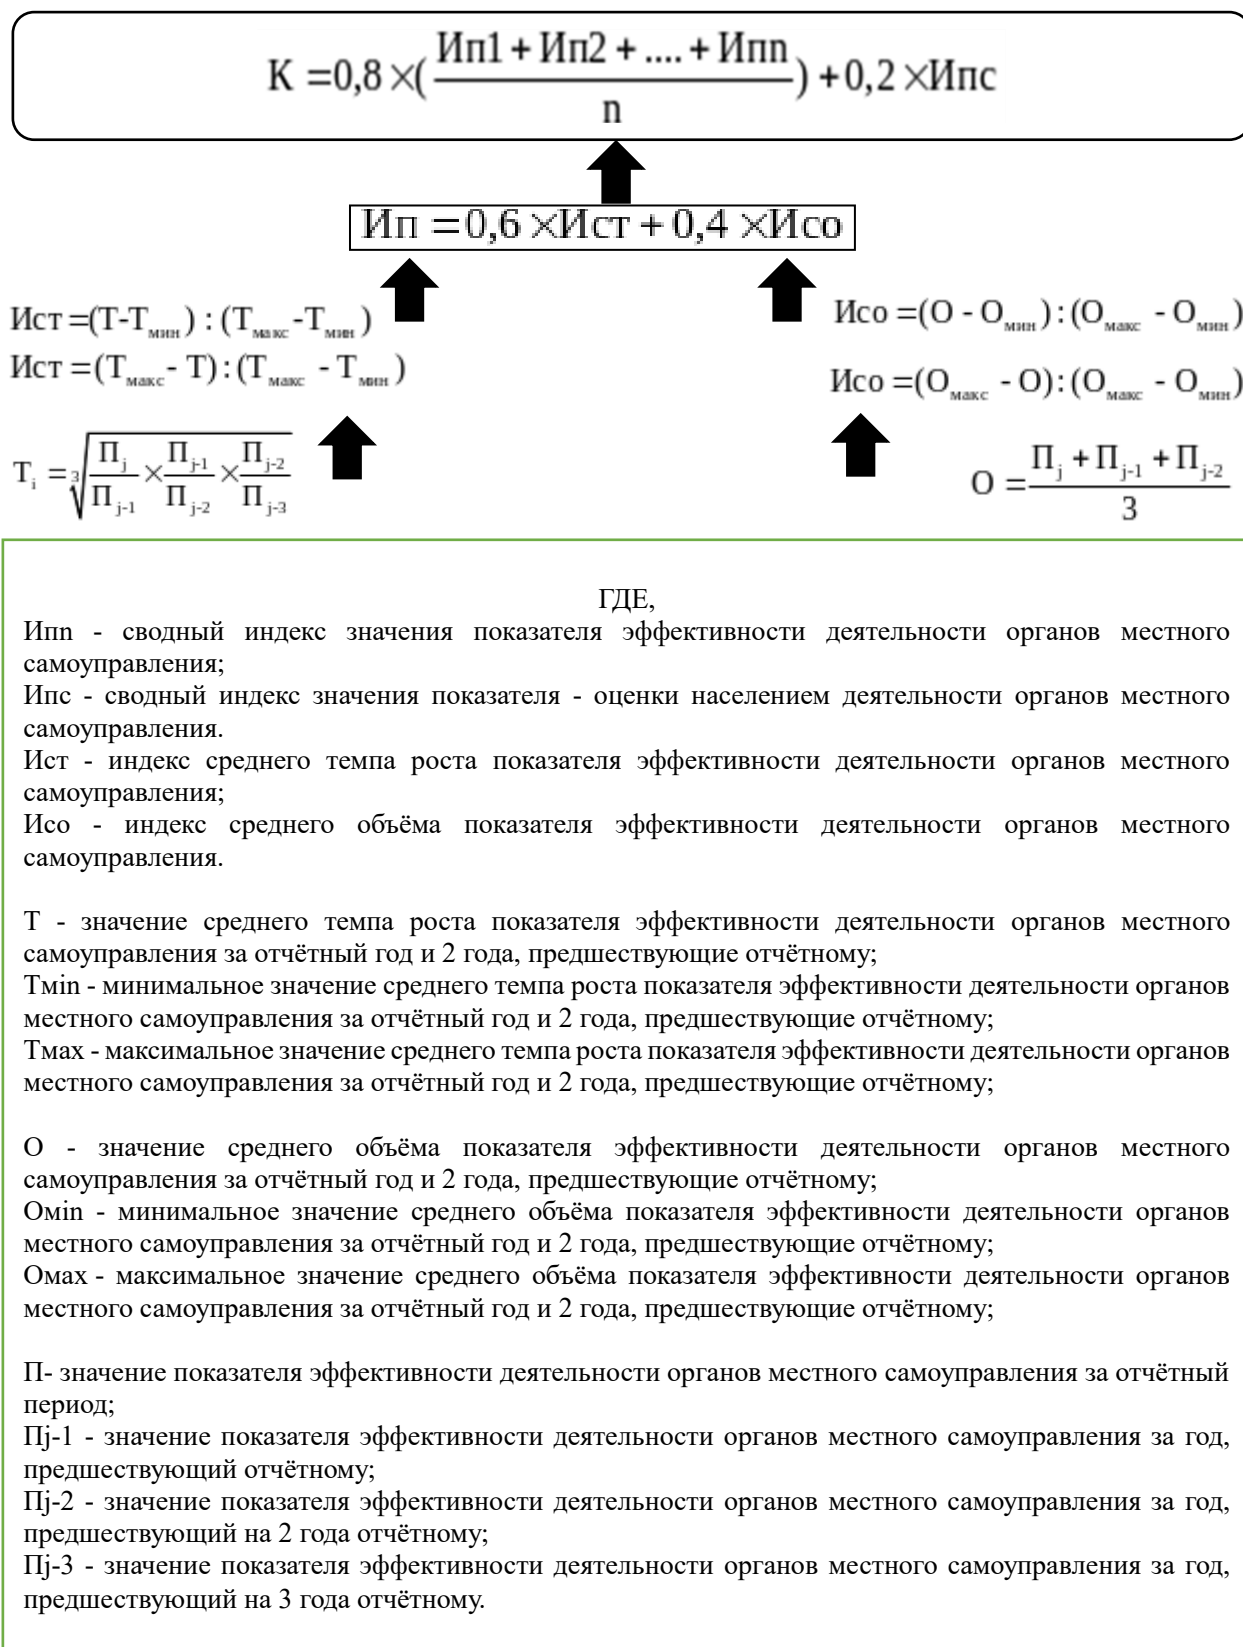 К =0,8 ×(Ип1 + Ип2 + .... + Ипn / n) + 0,2 ×Ипс
Ип =0,6 ×Ист + 0,4 ×Исо
Ист =(Т-Тмин) : (Тмакс-Тмин)
Исо =(О - Омин) : (Омакс - Омин)
Ист =(Тмакс- Т) : (Тмакс - Тмин)
Исо =(Омакс - О) : (Омакс - Омин)
Тi = ∛(Пj/Пj-1 × Пj-1/Пj-2 × Пj-2/Пj-3)
О = (Пj + Пj-1 + Пj-2) / 3
ГДЕ,
Ипn - сводный индекс значения показателя эффективности деятельности органов местного
самоуправления;
Ипс - сводный индекс значения показателя - оценки населением деятельности органов местного
самоуправления.
Ист - индекс среднего темпа роста показателя эффективности деятельности органов местного
самоуправления;
Исо - индекс среднего объёма показателя эффективности деятельности органов местного
самоуправления.
Т - значение среднего темпа роста показателя эффективности деятельности органов местного
самоуправления за отчётный год и 2 года, предшествующие отчётному;
Тмin - минимальное значение среднего темпа роста показателя эффективности деятельности органов
местного самоуправления за отчётный год и 2 года, предшествующие отчётному;
Тмах - максимальное значение среднего темпа роста показателя эффективности деятельности органов
местного самоуправления за отчётный год и 2 года, предшествующие отчётному;
О - значение среднего объёма показателя эффективности деятельности органов местного
самоуправления за отчётный год и 2 года, предшествующие отчётному;
Омin - минимальное значение среднего объёма показателя эффективности деятельности органов
местного самоуправления за отчётный год и 2 года, предшествующие отчётному;
Омах - максимальное значение среднего объёма показателя эффективности деятельности органов
местного самоуправления за отчётный год и 2 года, предшествующие отчётному;
П- значение показателя эффективности деятельности органов местного самоуправления за отчётный
период;
Пj-1 - значение показателя эффективности деятельности органов местного самоуправления за год,
предшествующий отчётному;
Пj-2 - значение показателя эффективности деятельности органов местного самоуправления за год,
предшествующий на 2 года отчётному;
Пj-3 - значение показателя эффективности деятельности органов местного самоуправления за год,
предшествующий на 3 года отчётному.